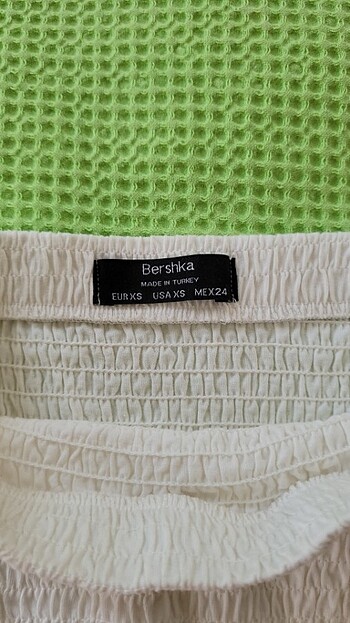 Bershka
MADE IN TURKEY
EUR XS USA XS MEX 24